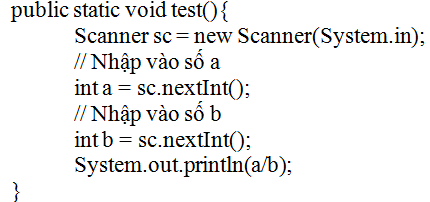 public static void test(){
Scanner sc = new Scanner(System.in);
// Nhập vào số a
int a = sc.nextInt();
// Nhập vào số b
int b = sc.nextInt();
System.out.println(a/b);
}